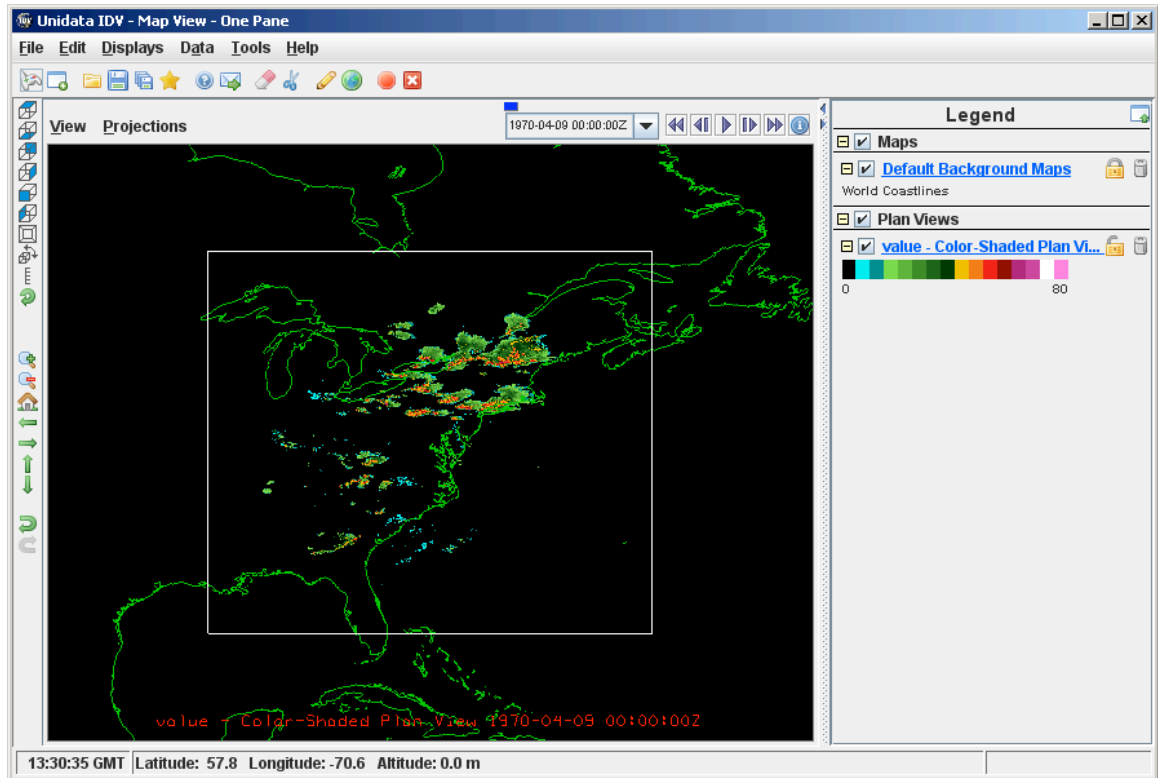 Unidata IDV - Map View - One Pane
File Edit Displays Data Tools Help
View Projections
1970-04-09 00:00:00Z
Legend
Maps
Default Background Maps
World Coastlines
Plan Views
value - Color-Shaded Plan Vi...
0 80
value - Color-Shaded Plan View 1970-04-09 00:00:00Z
13:30:35 GMT Latitude: 57.8 Longitude: -70.6 Altitude: 0.0 m